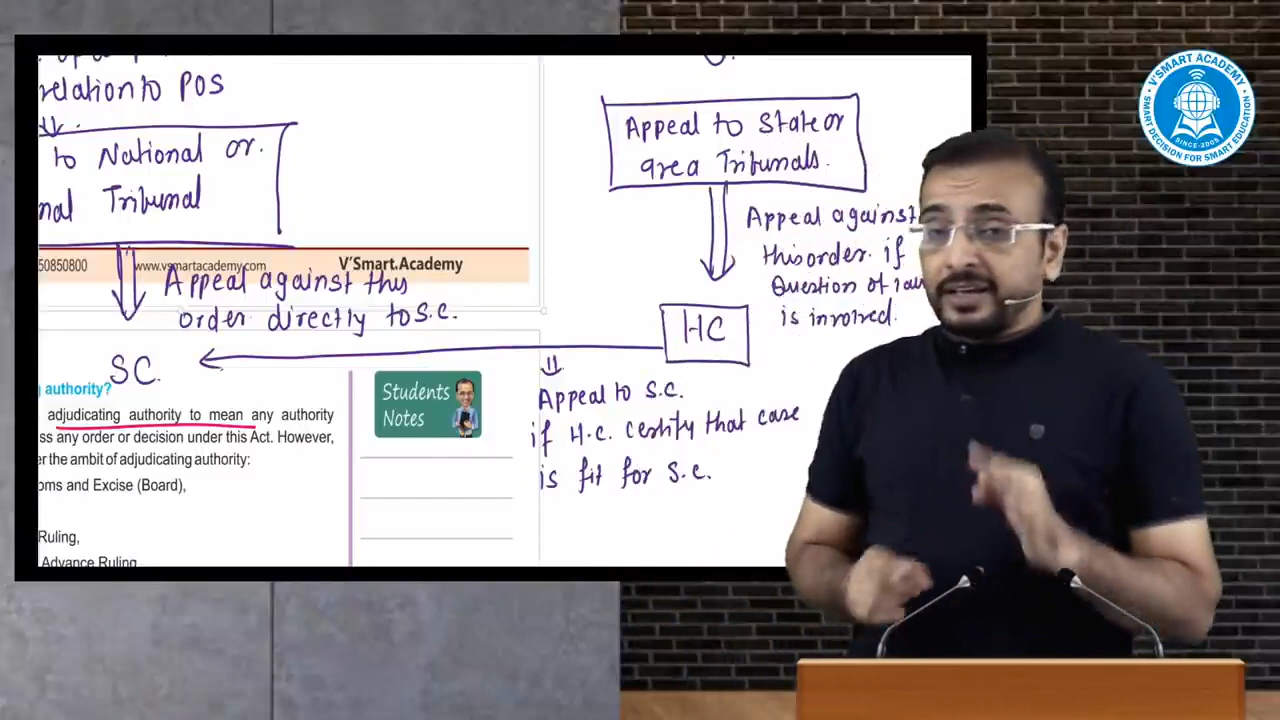 relation to POS
to National or.
Tribunal
50850800
www.vsmartacademy.com
V'Smart.Academy
Appeal against this
order directly to S.C.
SC.
Appeal to State or
area Tribunals.
Appeal against
this order. if
Question of law
is involved.
HC
Appeal to S.C.
if H.C. certify that case
is fit for S.C.
authority?
adjudicating authority to mean any authority
ss any order or decision under this Act. However,
er the ambit of adjudicating authority:
oms and Excise (Board),
Ruling,
Advance Ruling
Students
Notes
V'SMART ACADEMY
SINCE-2005
SMART DECISION FOR SMART EDUCATION